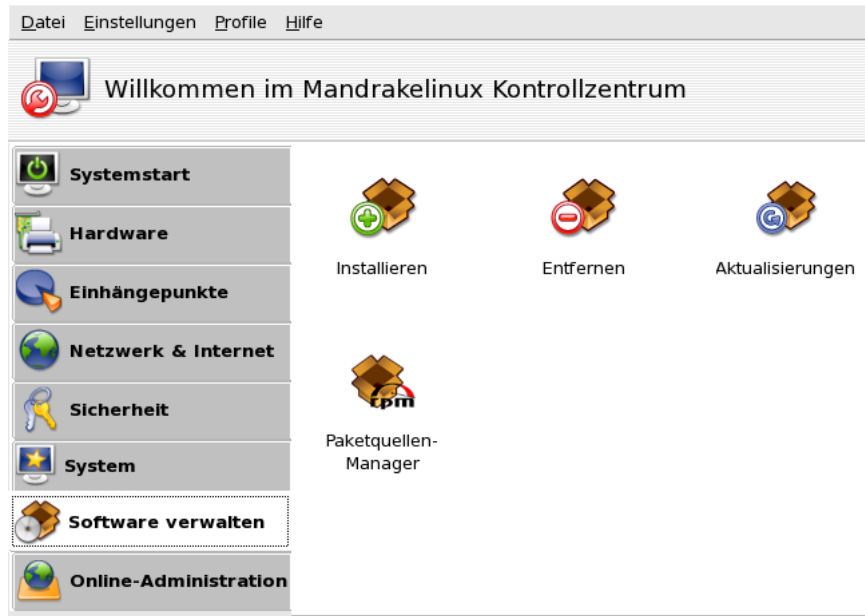 Datei Einstellungen Profile Hilfe
Willkommen im Mandrakelinux Kontrollzentrum
Systemstart
Hardware
Einhängepunkte
Netzwerk & Internet
Sicherheit
System
Software verwalten
Online-Administration
Installieren
Entfernen
Aktualisierungen
rpm
Paketquellen-
Manager